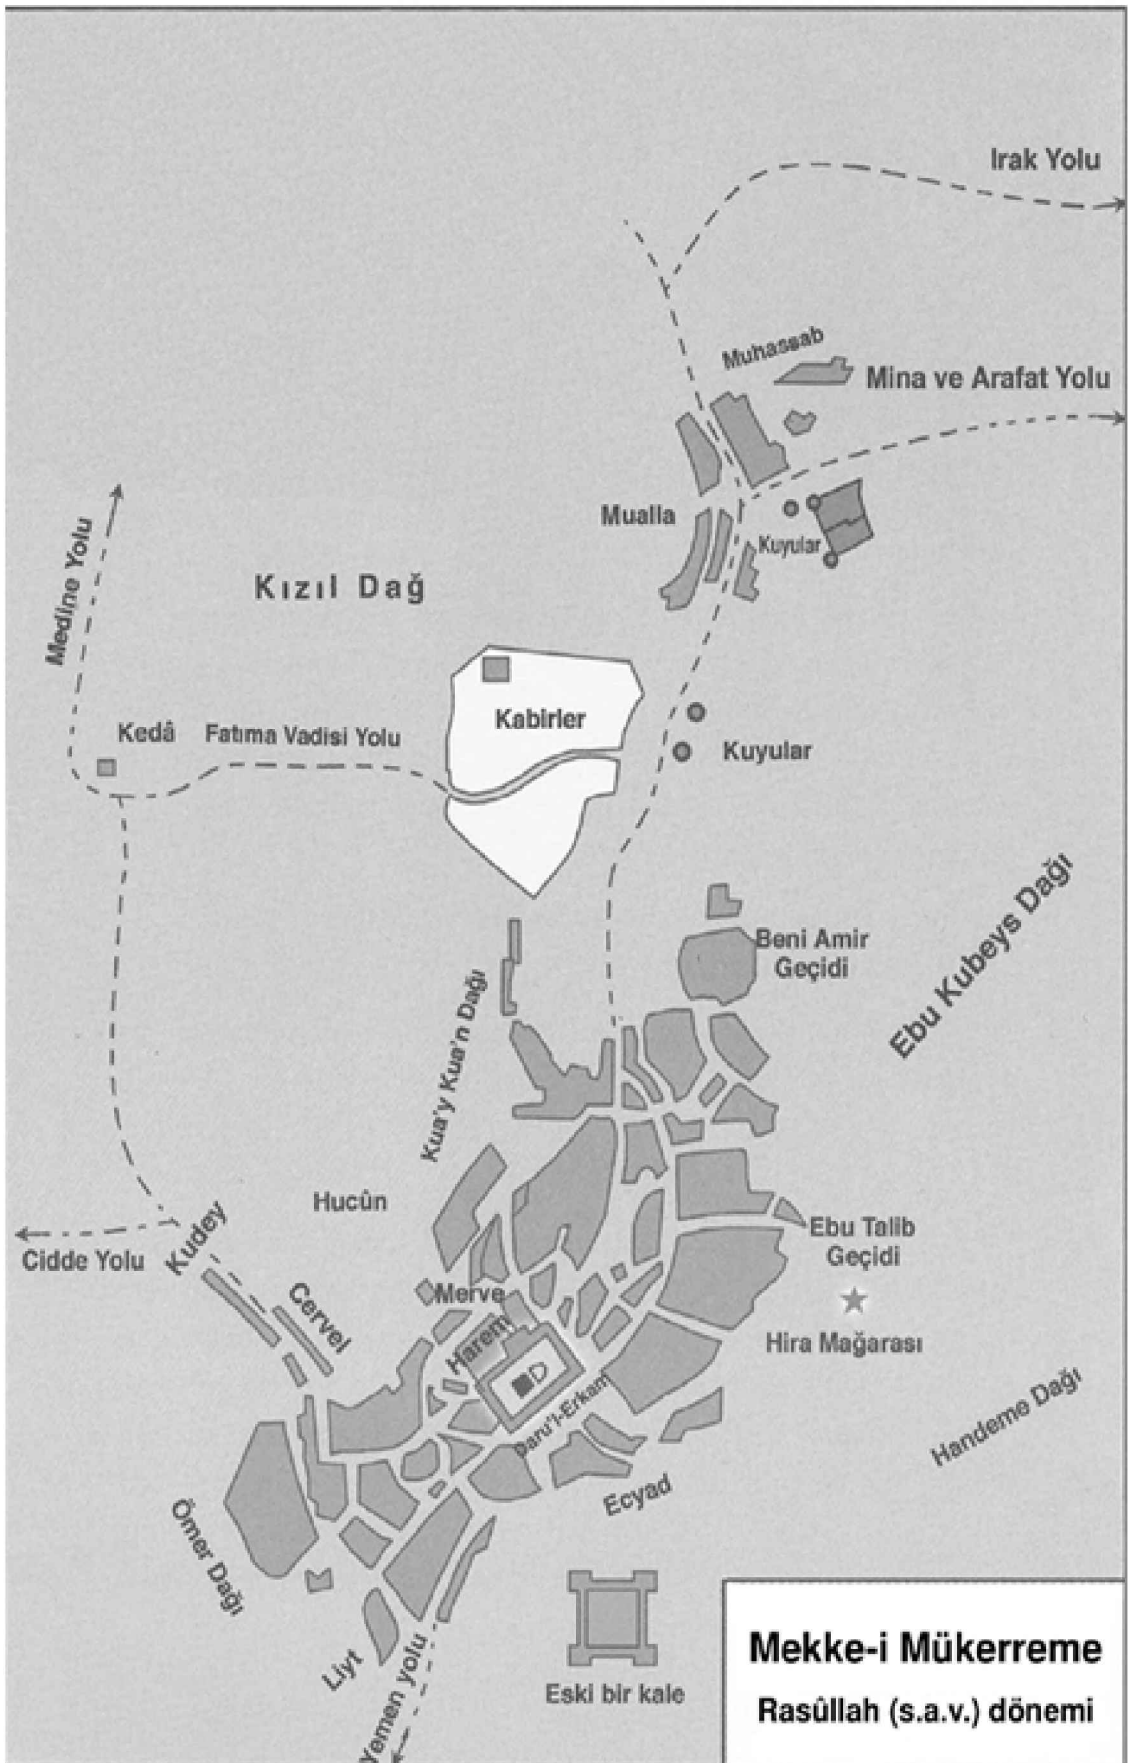 Irak Yolu
Muhassab
Mina ve Arafat Yolu
Mualla
Kuyular
Medine Yolu
Kızıl Dağ
Kabirler
Kedâ
Fatıma Vadisi Yolu
Kuyular
Beni Amir
Geçidi
Ebu Kubeys Dağı
Kua'y Kua'n Dağı
Hucûn
Kudey
Cidde Yolu
Ebu Talib
Geçidi
Cervel
Merve
Harem
Hira Mağarası
Daru'l-Erkam
Handeme Dağı
Ecyad
Ömer Dağı
Liyt
Yemen yolu
Eski bir kale
Mekke-i Mükerreme
Rasûllah (s.a.v.) dönemi